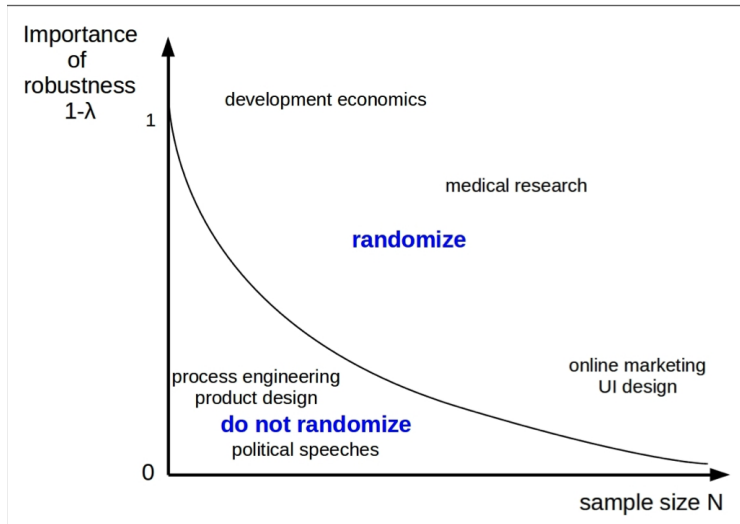 Importance
of
robustness
1-λ
1
development economics
medical research
randomize
online marketing
UI design
process engineering
product design
do not randomize
political speeches
0
sample size N